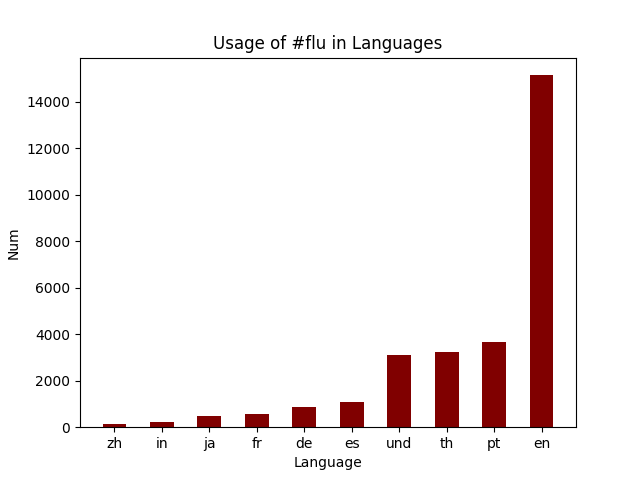 Usage of #flu in Languages
14000
12000
10000
8000
6000
4000
2000
0
Num
zh in ja fr de es und th pt en
Language